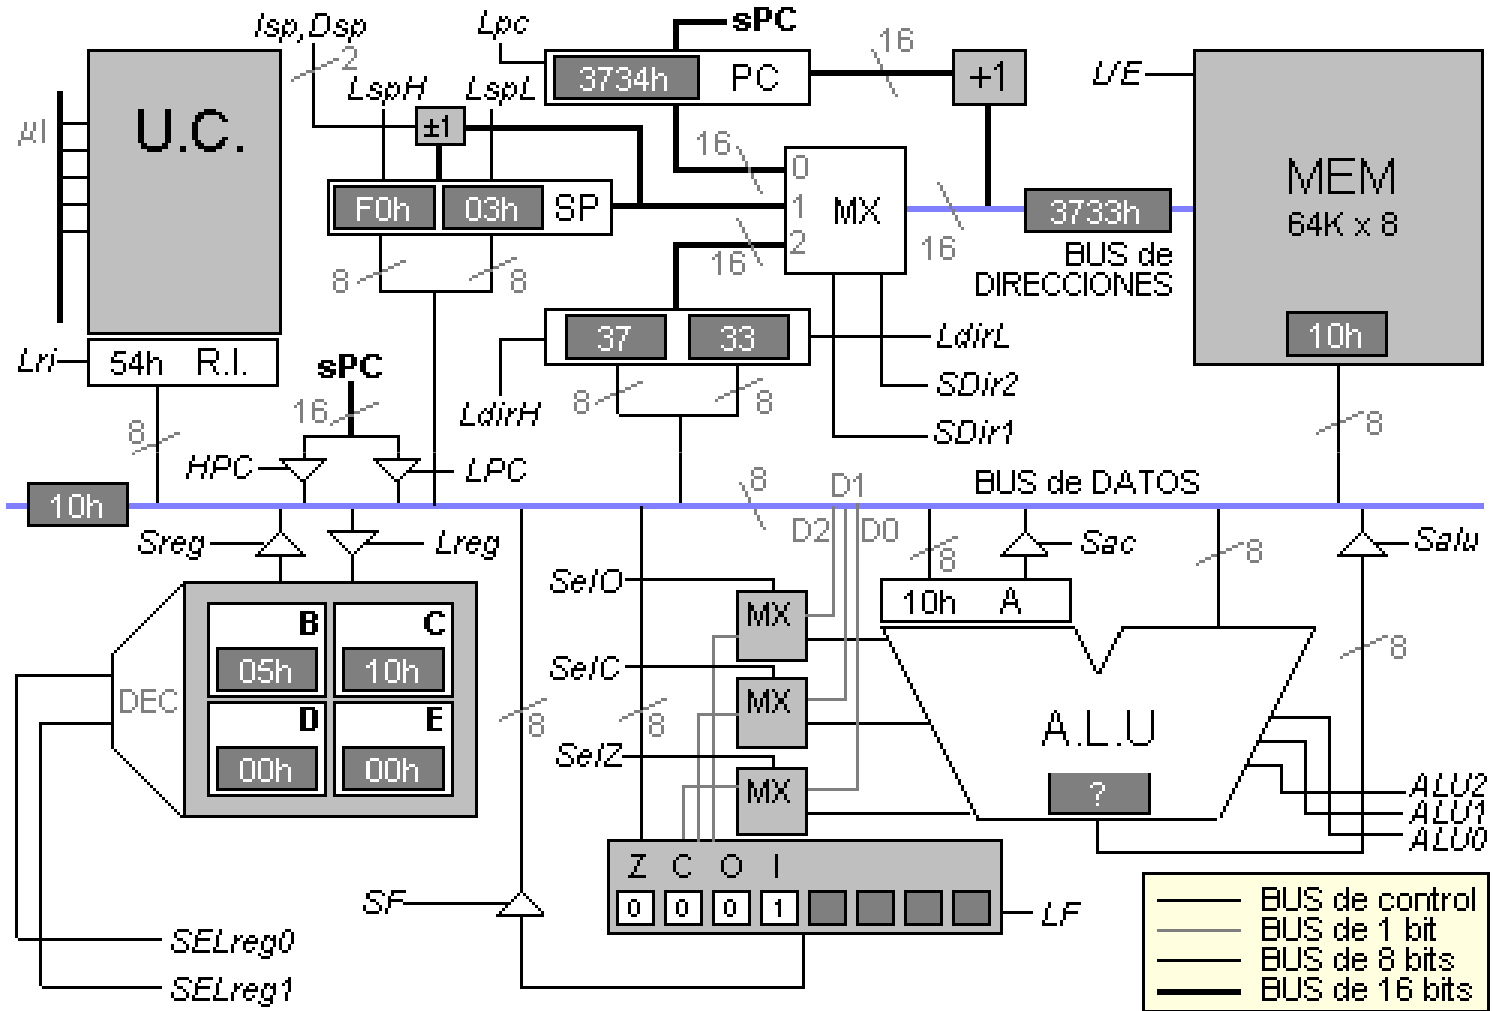 Isp,Dsp
Lpc
sPC
16
2
LspH
LspL
3734h
PC
+1
L/E
µI
U.C.
±1
16
0
MEM
64K x 8
F0h
03h
SP
1
MX
3733h
2
16
16
BUS de
DIRECCIONES
8
8
37
33
LdirL
10h
Lri
54h
R.I.
sPC
SDir2
LdirH
8
8
16
8
SDir1
8
HPC
LPC
BUS de DATOS
8
D1
10h
D2
D0
Sreg
Lreg
8
Sac
8
Salu
SelO
MX
10h
A
B
C
05h
10h
SelC
8
DEC
MX
D
E
8
8
A.L.U
SelZ
00h
00h
MX
?
ALU2
ALU1
ALU0
Z
C
O
I
SF
0
0
0
1
LF
BUS de control
BUS de 1 bit
BUS de 8 bits
BUS de 16 bits
SELreg0
SELreg1